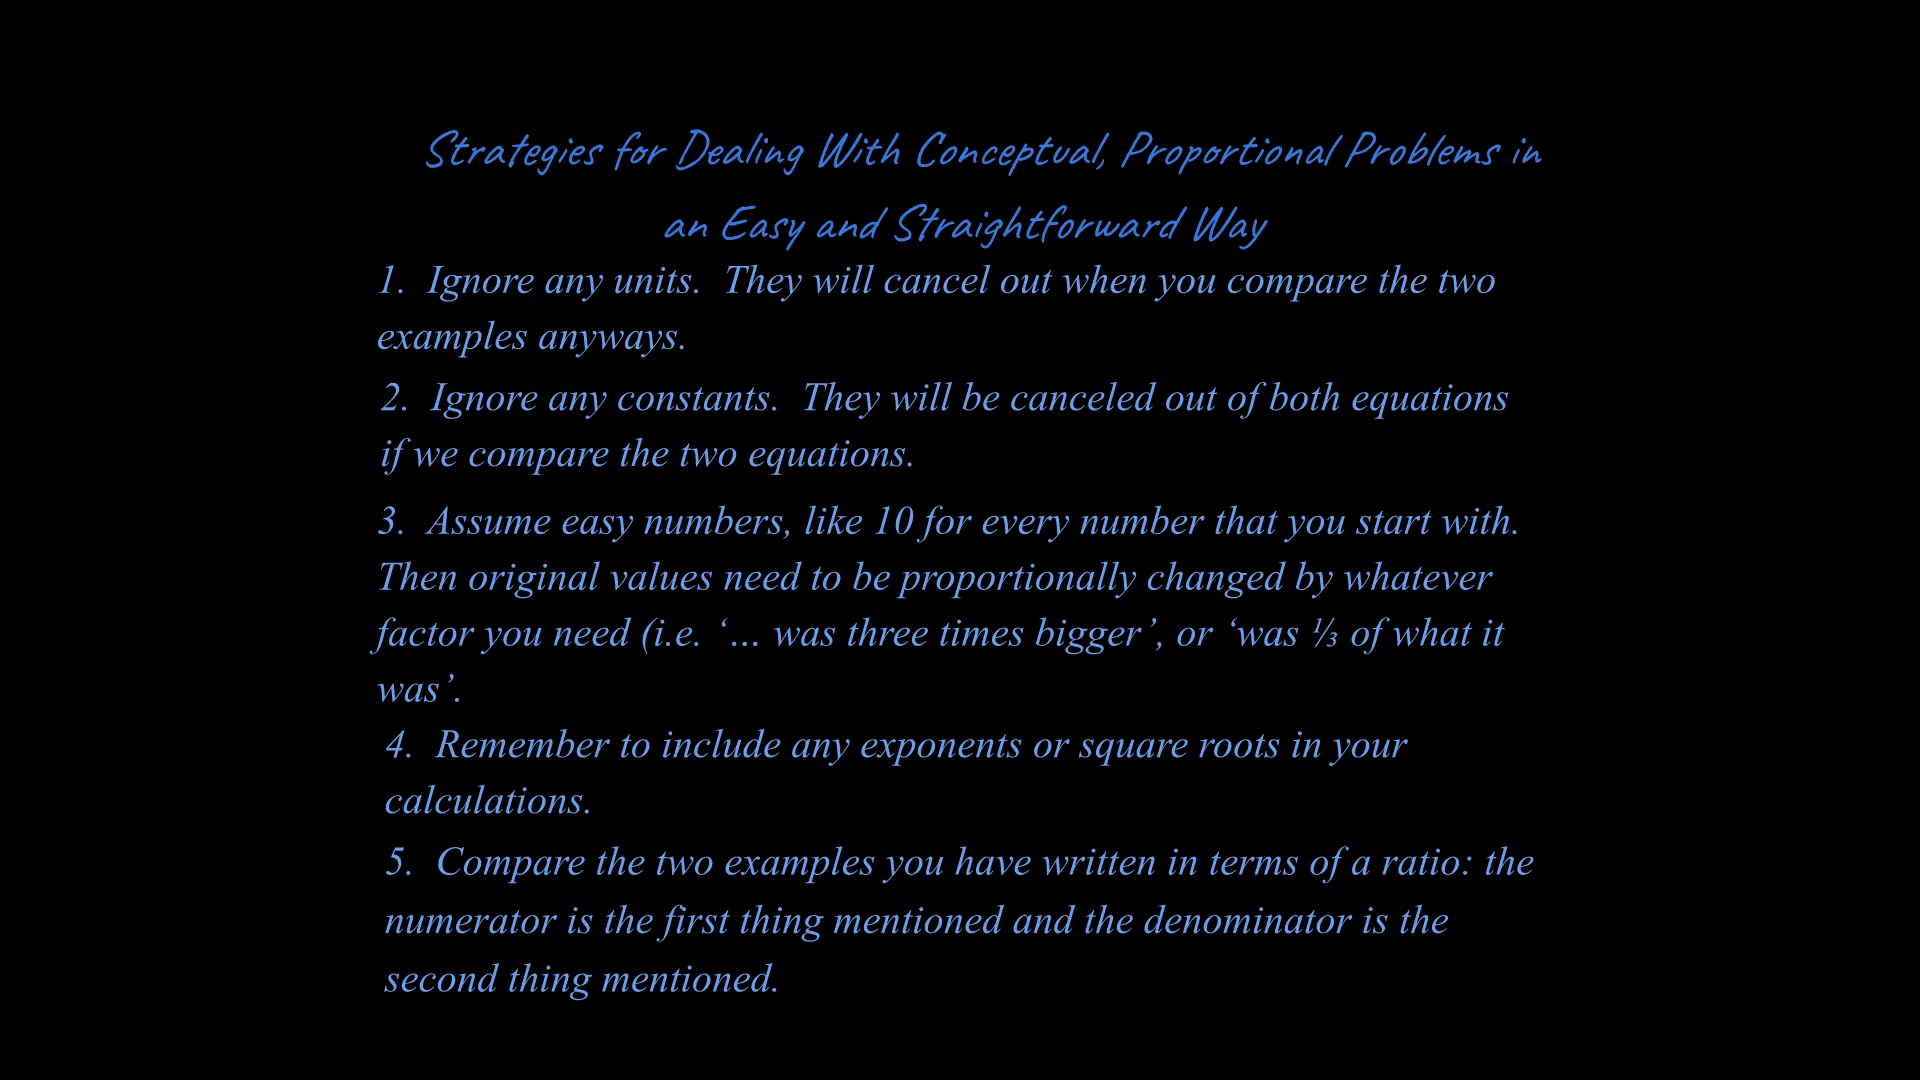 Strategies for Dealing With Conceptual, Proportional Problems in
an Easy and Straightforward Way
1.  Ignore any units.  They will cancel out when you compare the two
examples anyways.
2.  Ignore any constants.  They will be canceled out of both equations
if we compare the two equations.
3.  Assume easy numbers, like 10 for every number that you start with.
Then original values need to be proportionally changed by whatever
factor you need (i.e. ‘… was three times bigger’, or ‘was ⅓ of what it
was’.
4.  Remember to include any exponents or square roots in your
calculations.
5.  Compare the two examples you have written in terms of a ratio: the
numerator is the first thing mentioned and the denominator is the
second thing mentioned.